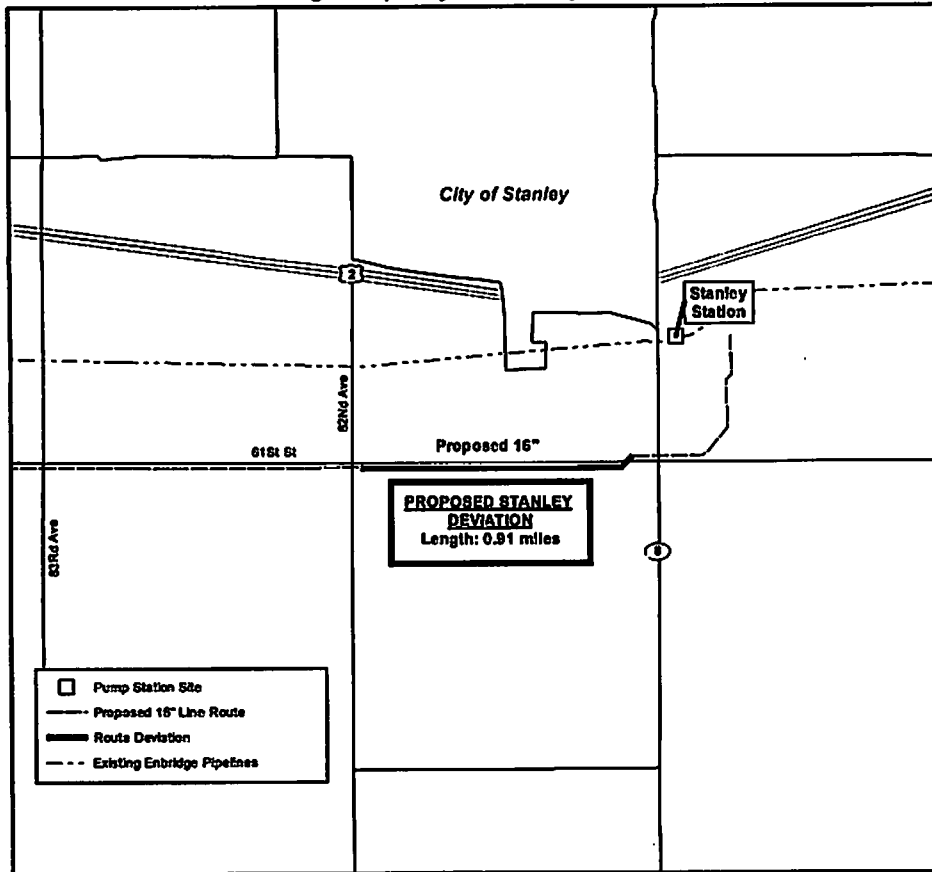 City of Stanley
2
Stanley
Station
82Nd Ave
61St St
Proposed 16"
PROPOSED STANLEY
DEVIATION
Length: 0.91 miles
83Rd Ave
8
Pump Station Site
Proposed 16" Line Route
Route Deviation
Existing Enbridge Pipelines